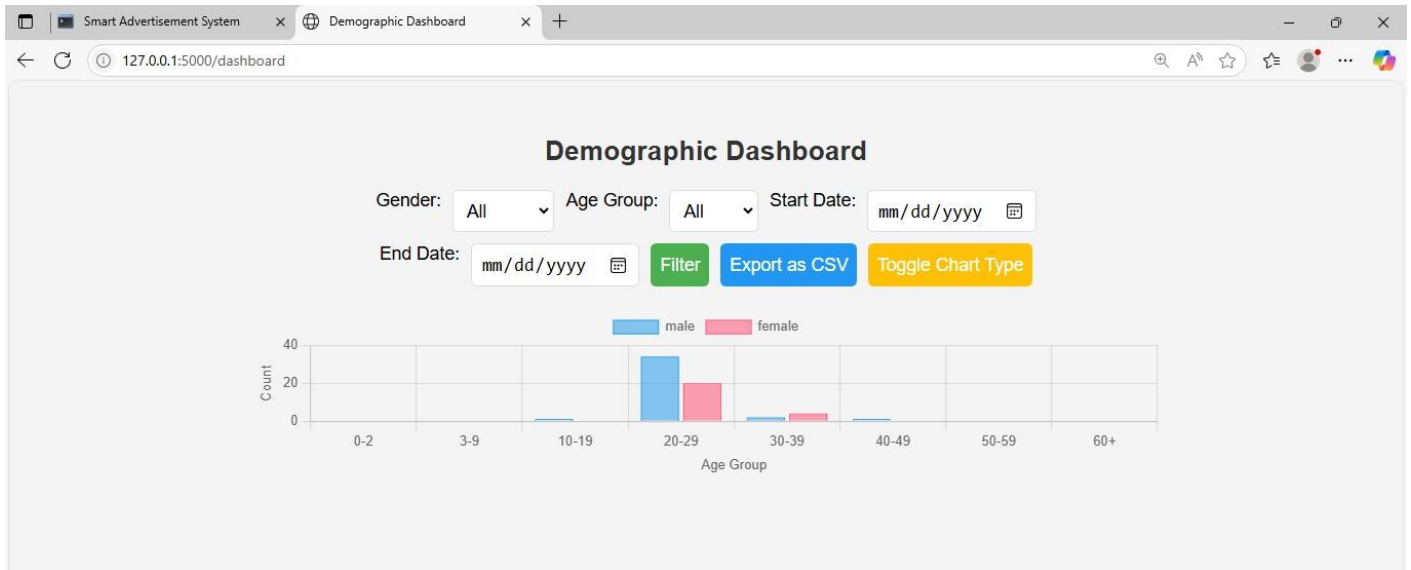 Smart Advertisement System
Demographic Dashboard
127.0.0.1:5000/dashboard
Demographic Dashboard
Gender: All Age Group: All Start Date: mm/dd/yyyy
End Date: mm/dd/yyyy Filter Export as CSV Toggle Chart Type
male female
40
20
0
Count
0-2 3-9 10-19 20-29 30-39 40-49 50-59 60+
Age Group